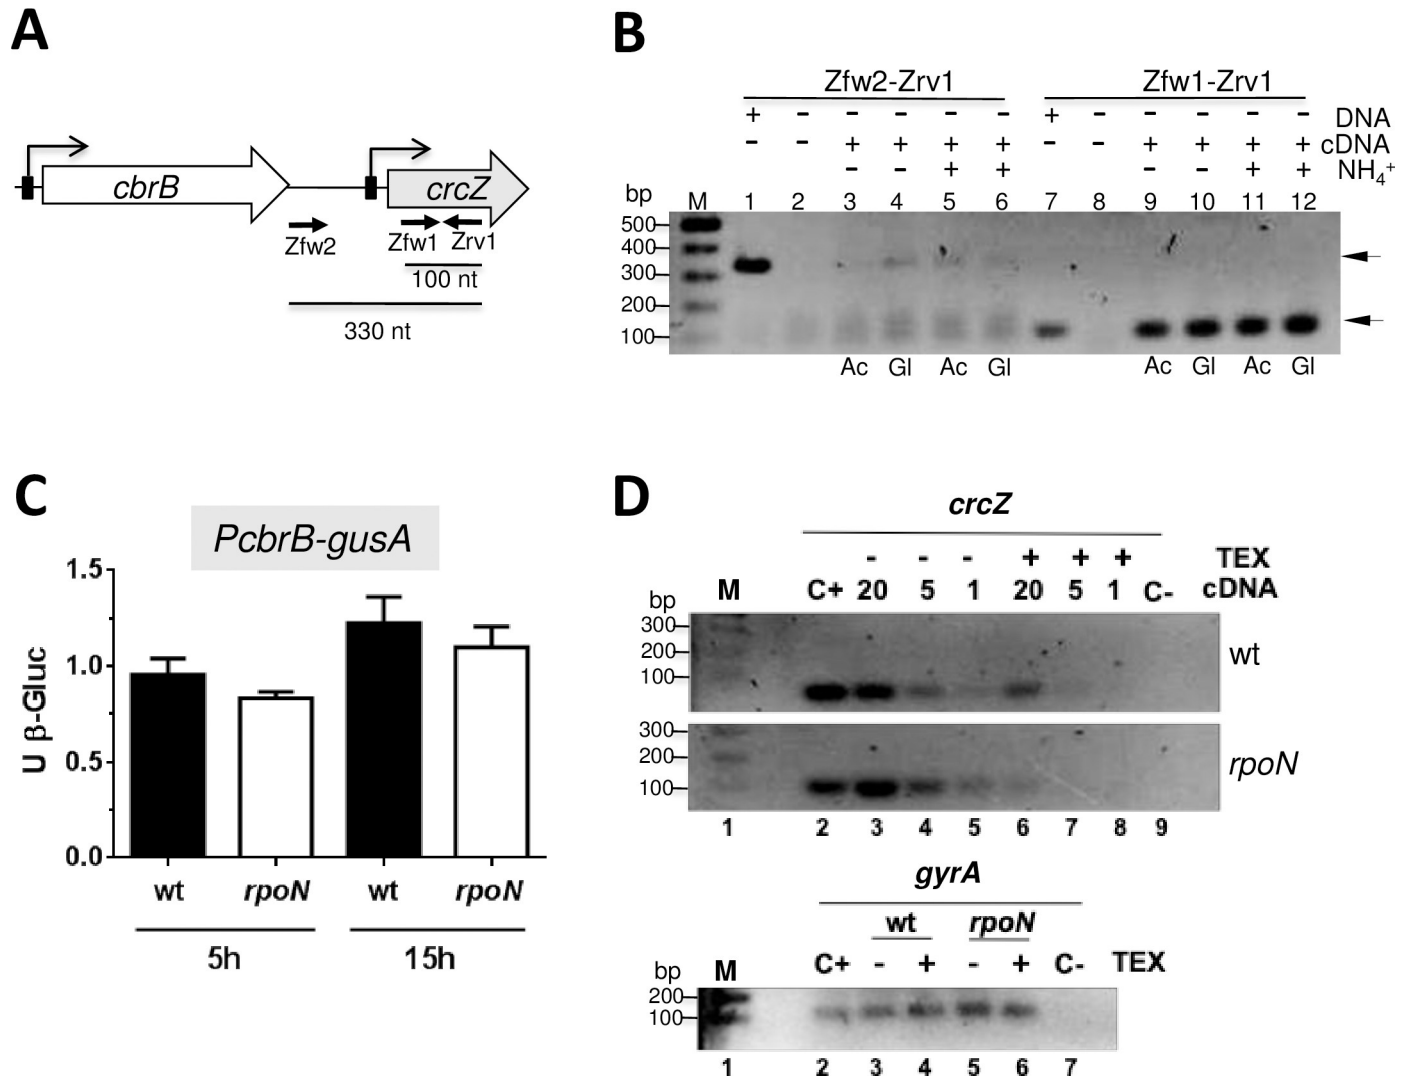 A
cbrB
crcZ
Zfw2
Zfw1
Zrv1
100 nt
330 nt
B
Zfw2-Zrv1 Zfw1-Zrv1
+ - - - - - + - - - - - DNA
- - + + + + - - + + + + cDNA
- - + + - - + + NH4+
bp M 1 2 3 4 5 6 7 8 9 10 11 12
500
400
300
200
100
Ac Gl Ac Gl Ac Gl Ac Gl
C
PcbrB-gusA
U β-Gluc
1.5
1.0
0.5
0.0
wt rpoN wt rpoN
5h 15h
D
crcZ
- - - + + + TEX
M C+ 20 5 1 20 5 1 C- cDNA
bp
300
200
100
wt
300
200
100
rpoN
1 2 3 4 5 6 7 8 9
gyrA
wt rpoN
M C+ - + - + C- TEX
bp
200
100
1 2 3 4 5 6 7